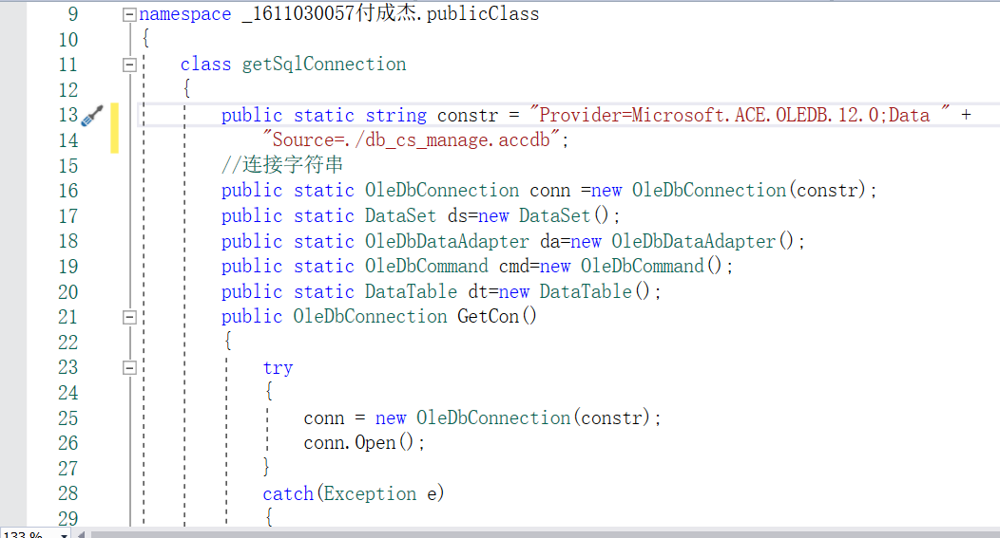 9 namespace _1611030057付成杰.publicClass
10 {
11 class getSqlConnection
12 {
13 public static string constr = "Provider=Microsoft.ACE.OLEDB.12.0;Data " +
14 "Source=./db_cs_manage.accdb";
15 //连接字符串
16 public static OleDbConnection conn =new OleDbConnection(constr);
17 public static DataSet ds=new DataSet();
18 public static OleDbDataAdapter da=new OleDbDataAdapter();
19 public static OleDbCommand cmd=new OleDbCommand();
20 public static DataTable dt=new DataTable();
21 public OleDbConnection GetCon()
22 {
23 try
24 {
25 conn = new OleDbConnection(constr);
26 conn.Open();
27 }
28 catch(Exception e)
29 {
133 %